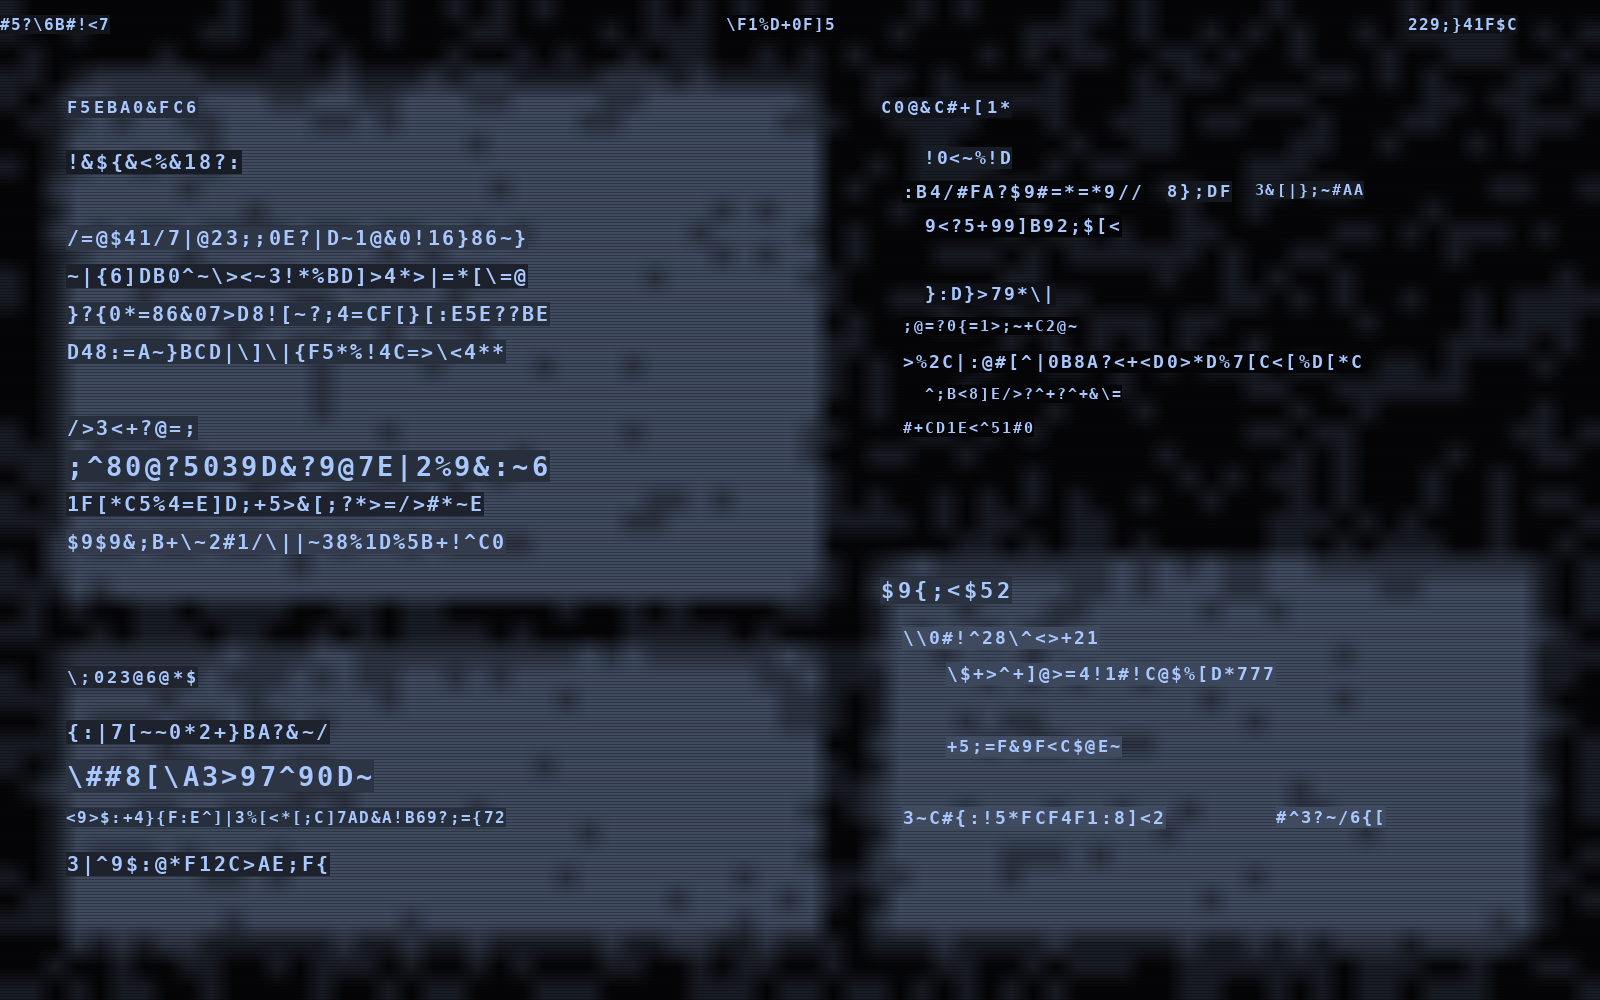 #5?\6B#!<7
\F1%D+0F]5
229;}41F$C
F5EBA0&FC6
!&${&<%&18?:
/=@$41/7|@23;;0E?|D~1@&0!16}86~}
~|{6]DB0^~\><~3!*%BD]>4*>|=*[\=@
}?{0*=86&07>D8![~?;4=CF[}[:E5E??BE
D48:=A~}BCD|\]\|{F5*%!4C=>\<4**
/>3<+?@=;
;^80@?5039D&?9@7E|2%9&:~6
1F[*C5%4=E]D;+5>&[;?*>=/>#*~E
$9$9&;B+\~2#1/\||~38%1D%5B+!^C0
\;023@6@*$
{:|7[~~0*2+}BA?&~/
\##8[\A3>97^90D~
<9>$:+4}{F:E^]|3%[<*[;C]7AD&A!B69?;={72
3|^9$:@*F12C>AE;F{
C0@&C#+[1*
!0<~%!D
:B4/#FA?$9#=*=*9// 8};DF 3&[|};~#AA
9<?5+99]B92;$[<
}:D}>79*\|
;@=?0{=1>;~+C2@~
>%2C|:@#[^|0B8A?<+<D0>*D%7[C<[%D[*C
^;B<8]E/>?^+?^+&\=
#+CD1E<^51#0
$9{;<$52
\\0#!^28\^<>+21
\$+>^+]@>=4!1#!C@$%[D*777
+5;=F&9F<C$@E~
3~C#{:!5*FCF4F1:8]<2 #^3?~/6{[